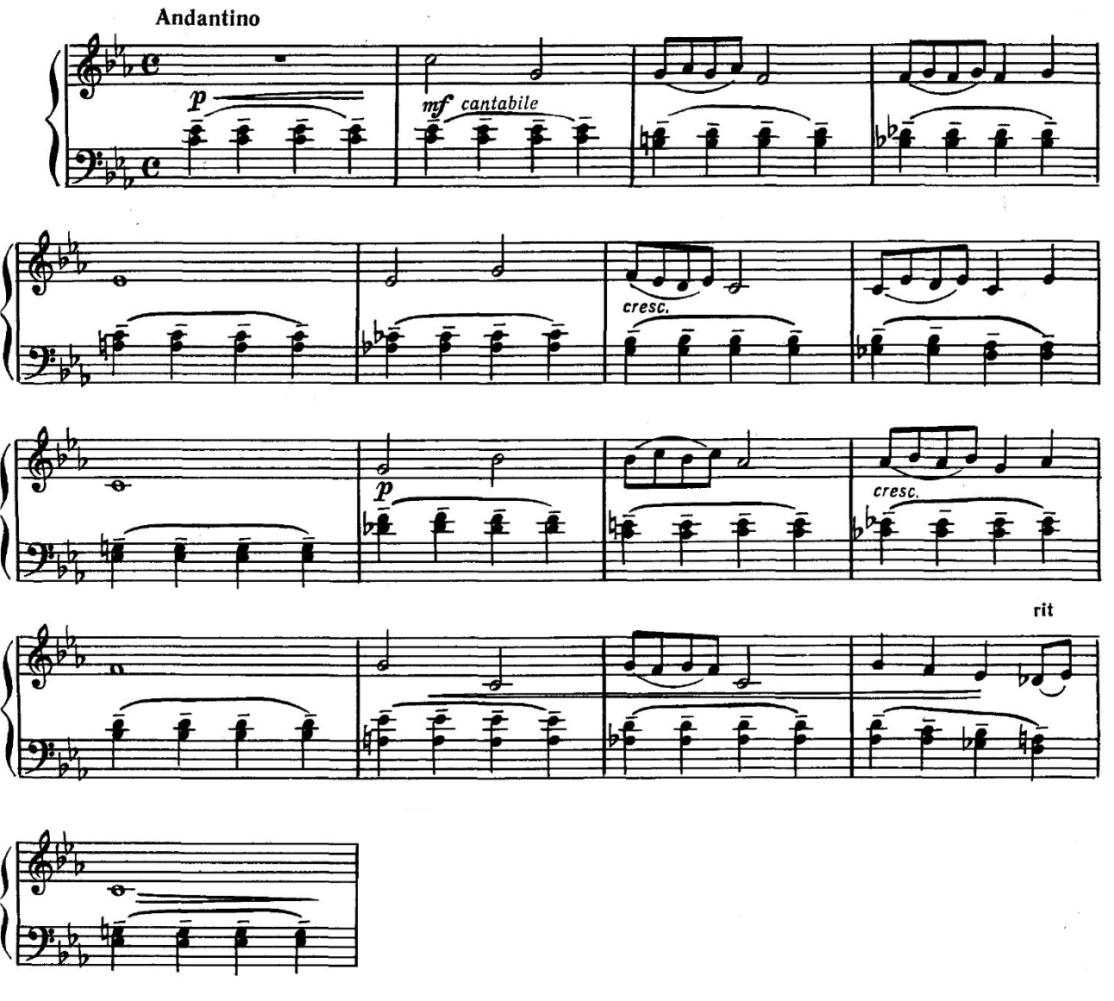 Andantino
p
mf cantabile
cresc.
p
cresc.
rit